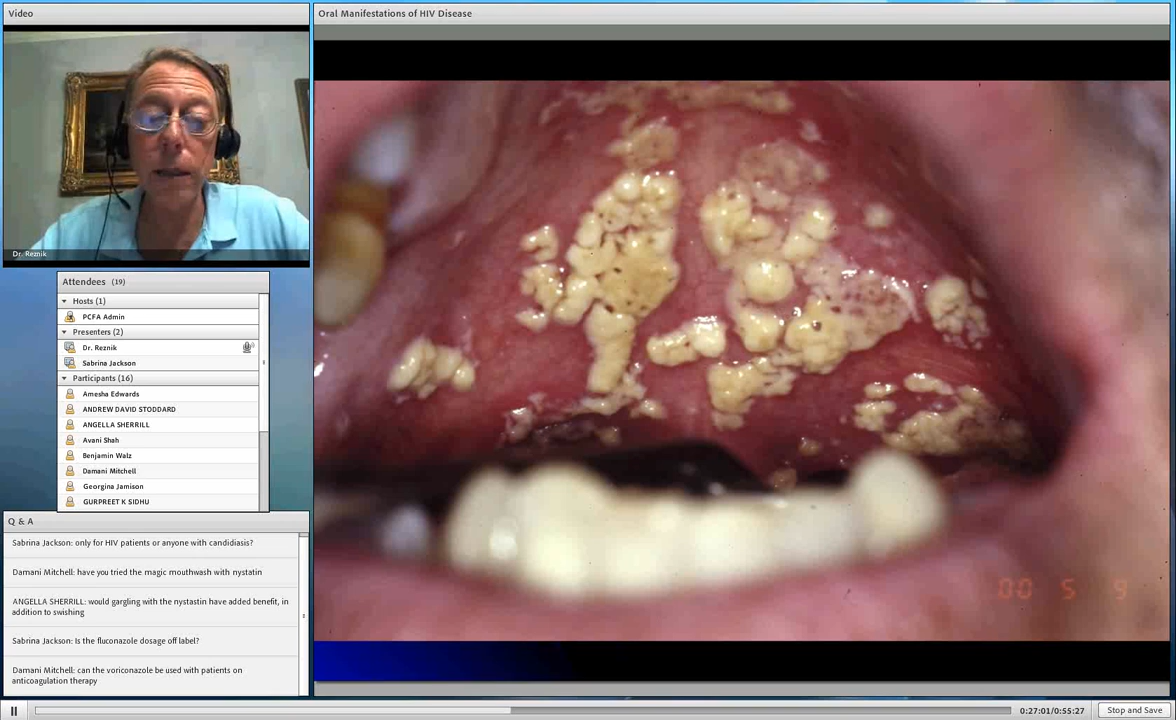 Video
Oral Manifestations of HIV Disease
Dr. Reznik
Attendees (19)
Hosts (1)
PCFA Admin
Presenters (2)
Dr. Reznik
Sabrina Jackson
Participants (16)
Amesha Edwards
ANDREW DAVID STODDARD
ANGELLA SHERRILL
Avani Shah
Benjamin Walz
Damani Mitchell
Georgina Jamison
GURPREET K SIDHU
Q & A
Sabrina Jackson: only for HIV patients or anyone with candidiasis?
Damani Mitchell: have you tried the magic mouthwash with nystatin
ANGELLA SHERRILL: would gargling with the nystastin have added benefit, in
addition to swishing
Sabrina Jackson: Is the fluconazole dosage off label?
Damani Mitchell: can the voriconazole be used with patients on
anticoagulation therapy
00 5 9
0:27:01/0:55:27
Stop and Save